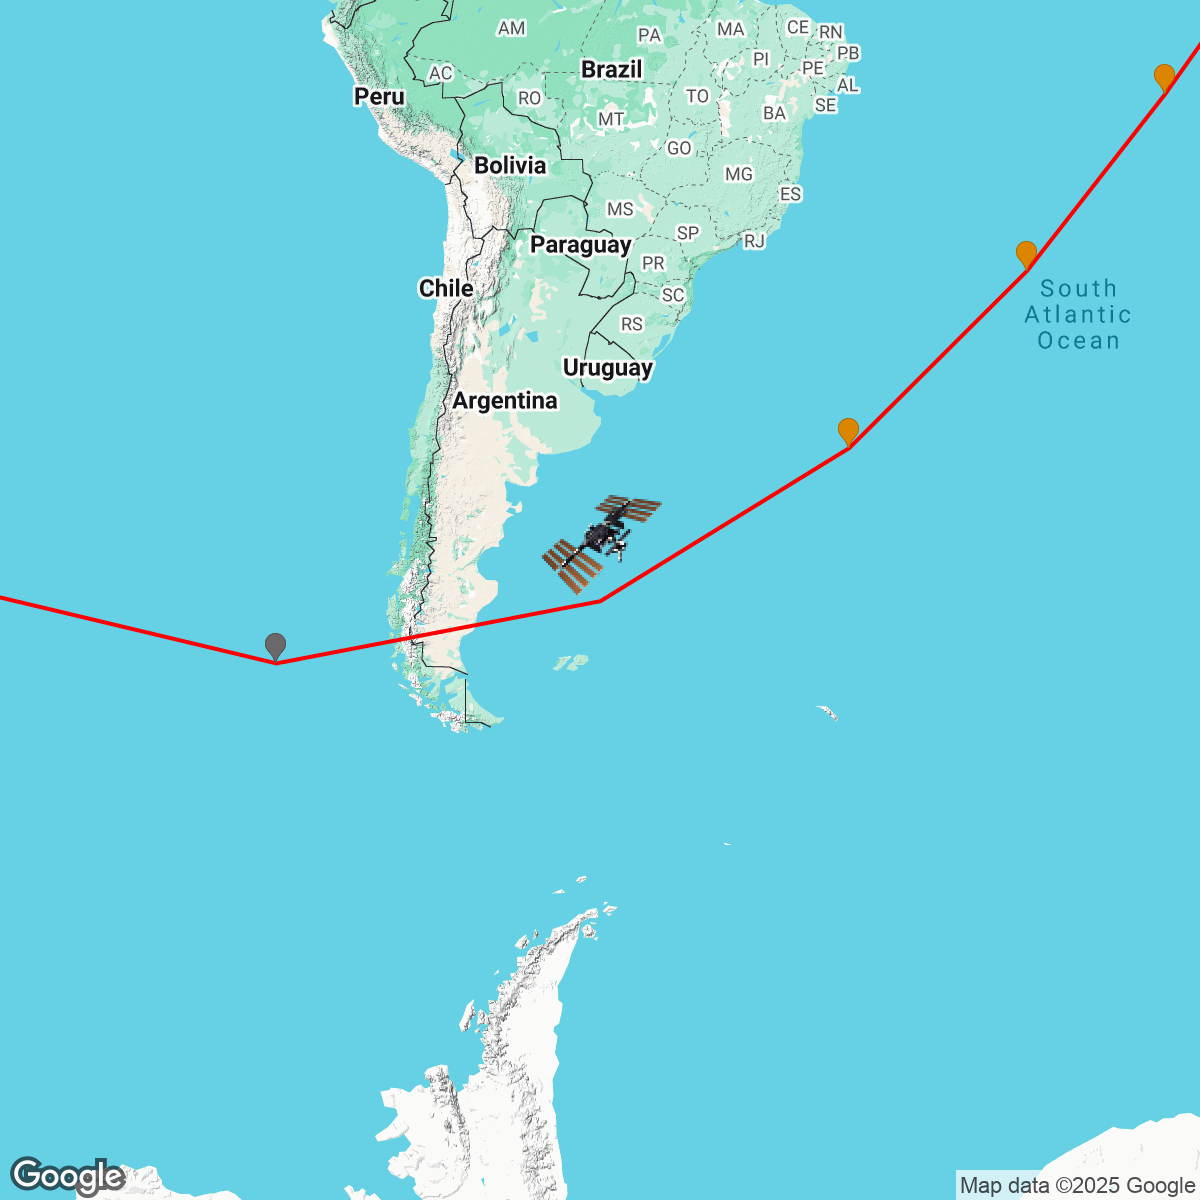 AM
PA
MA
CE
RN
PI
PB
PE
AL
Brazil
AC
TO
SE
Peru
RO
BA
MT
GO
Bolivia
MG
ES
MS
SP
RJ
Paraguay
PR
Chile
SC
South
Atlantic
Ocean
RS
Uruguay
Argentina
Google
Map data ©2025 Google